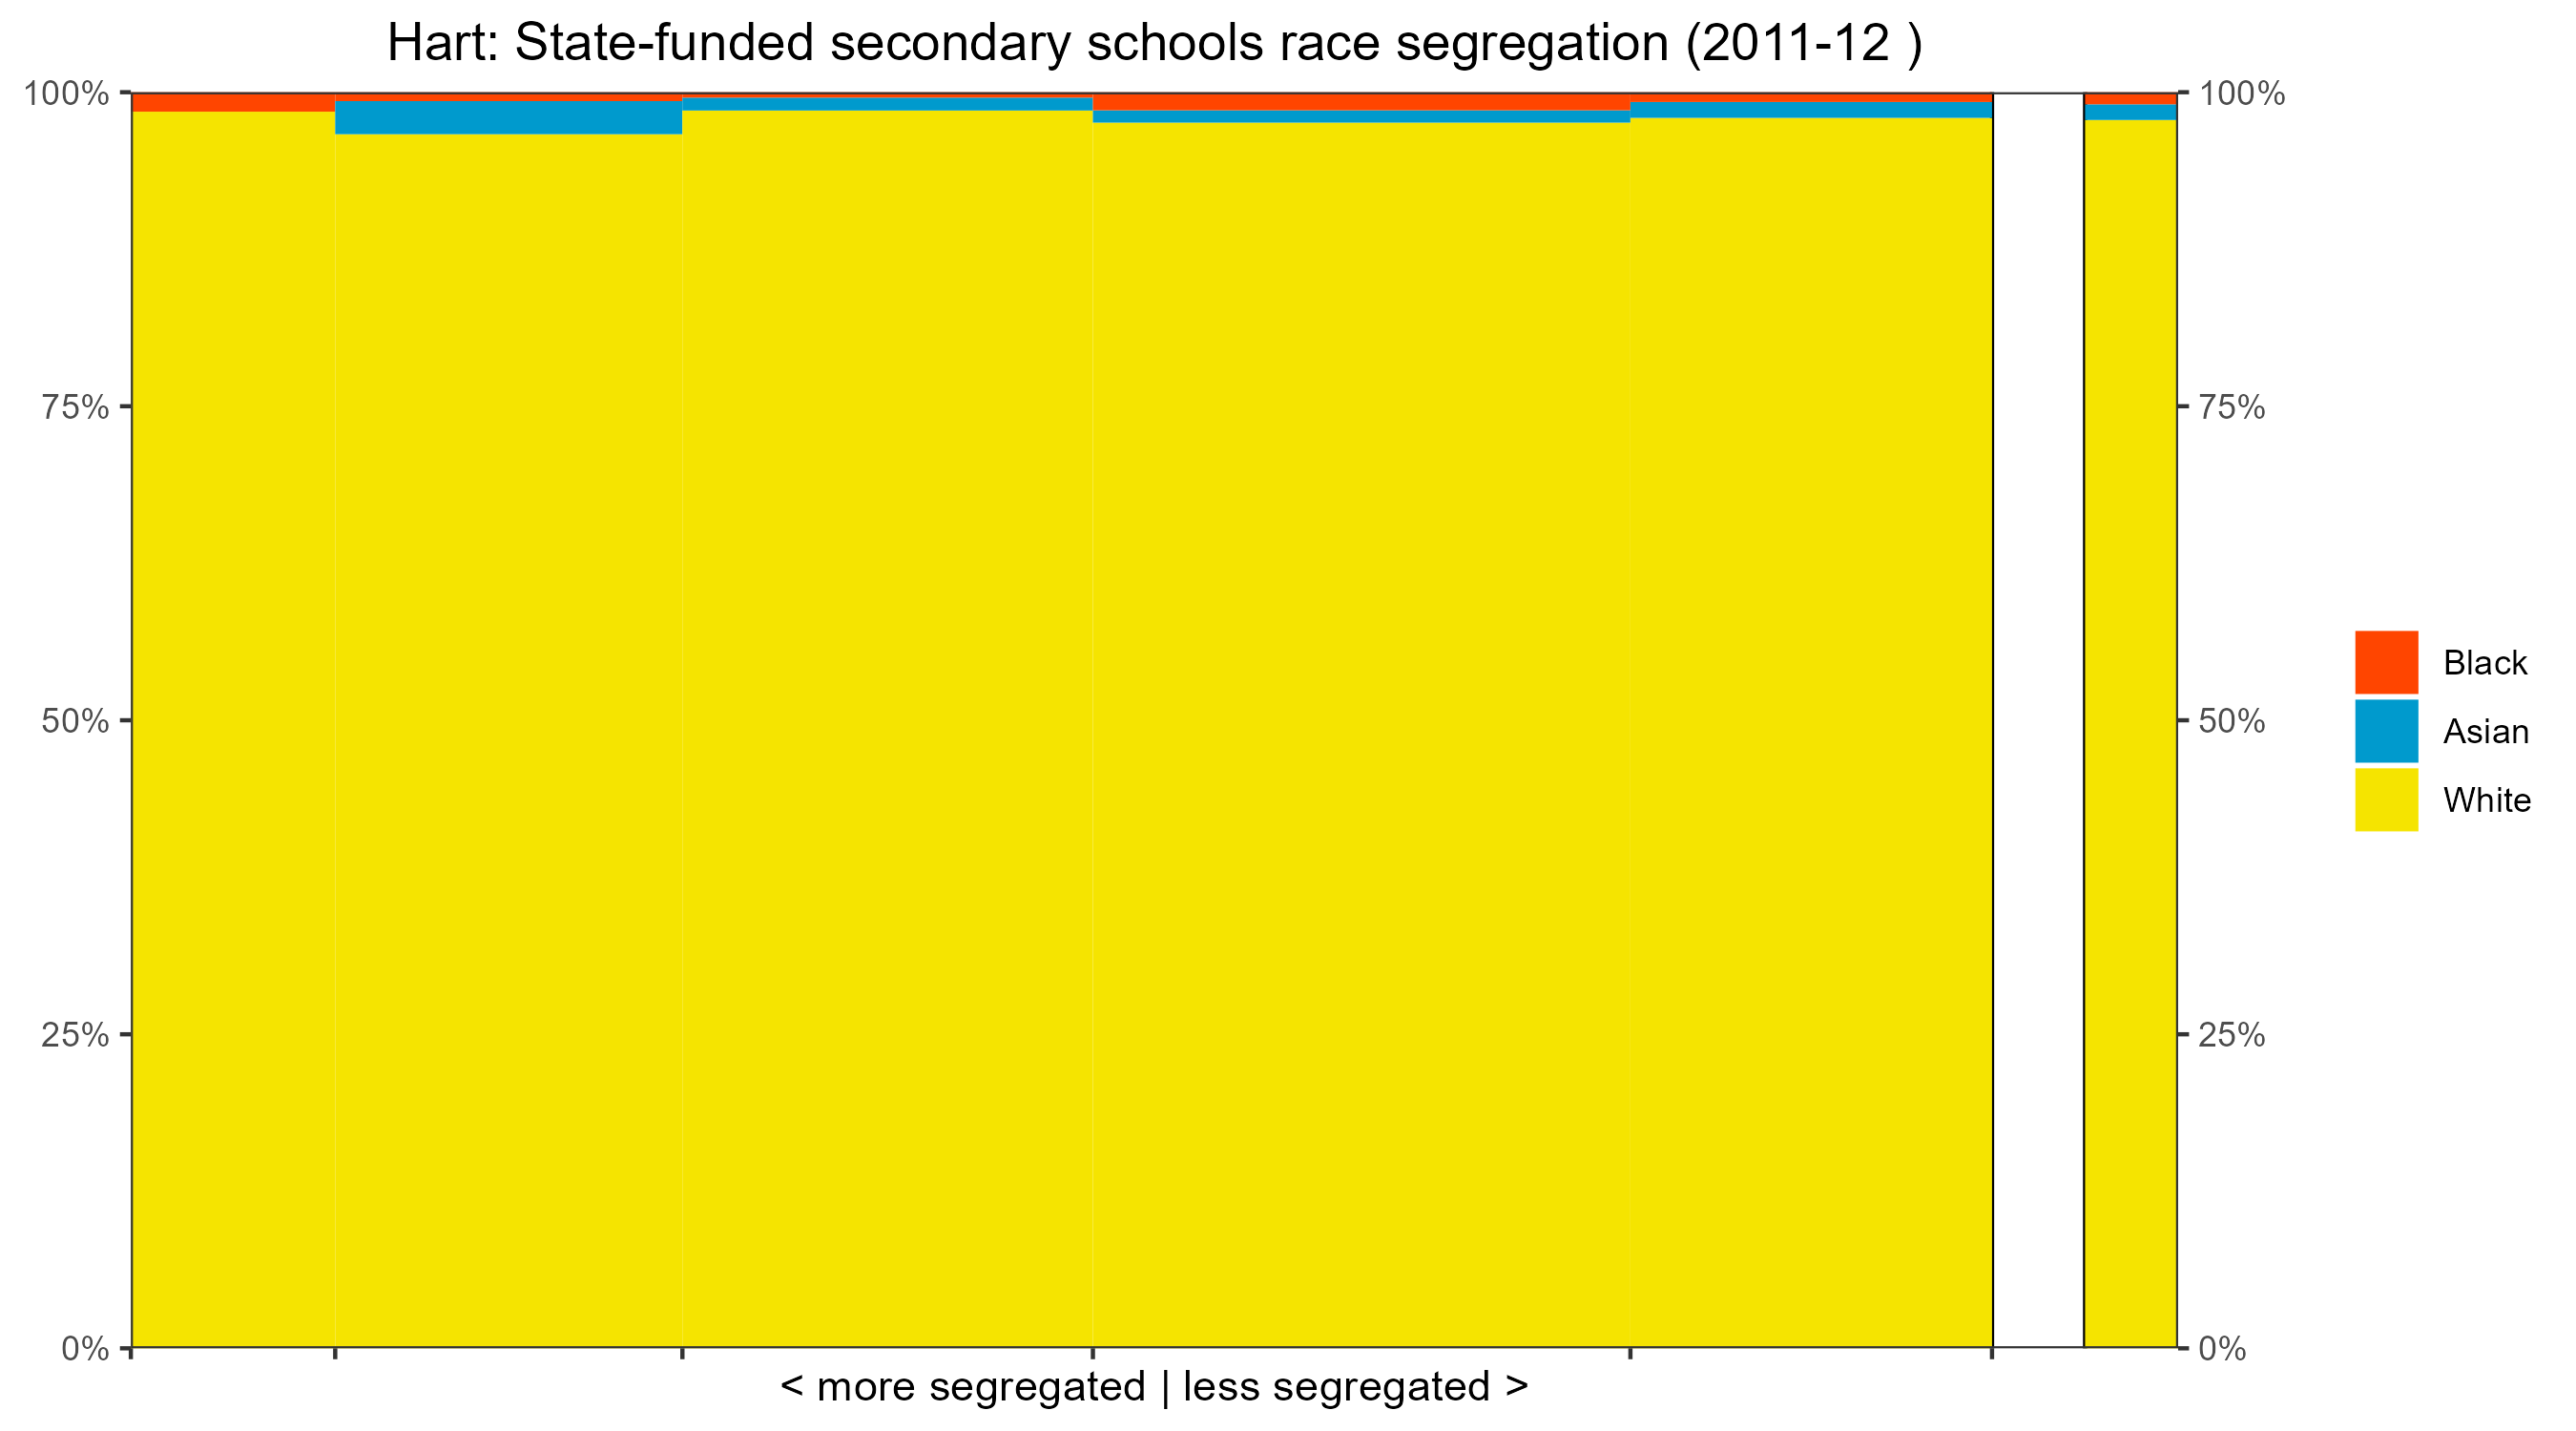 Hart: State-funded secondary schools race segregation (2011-12 )
100%
75%
50%
25%
0%
100%
75%
50%
25%
0%
Black
Asian
White
< more segregated | less segregated >